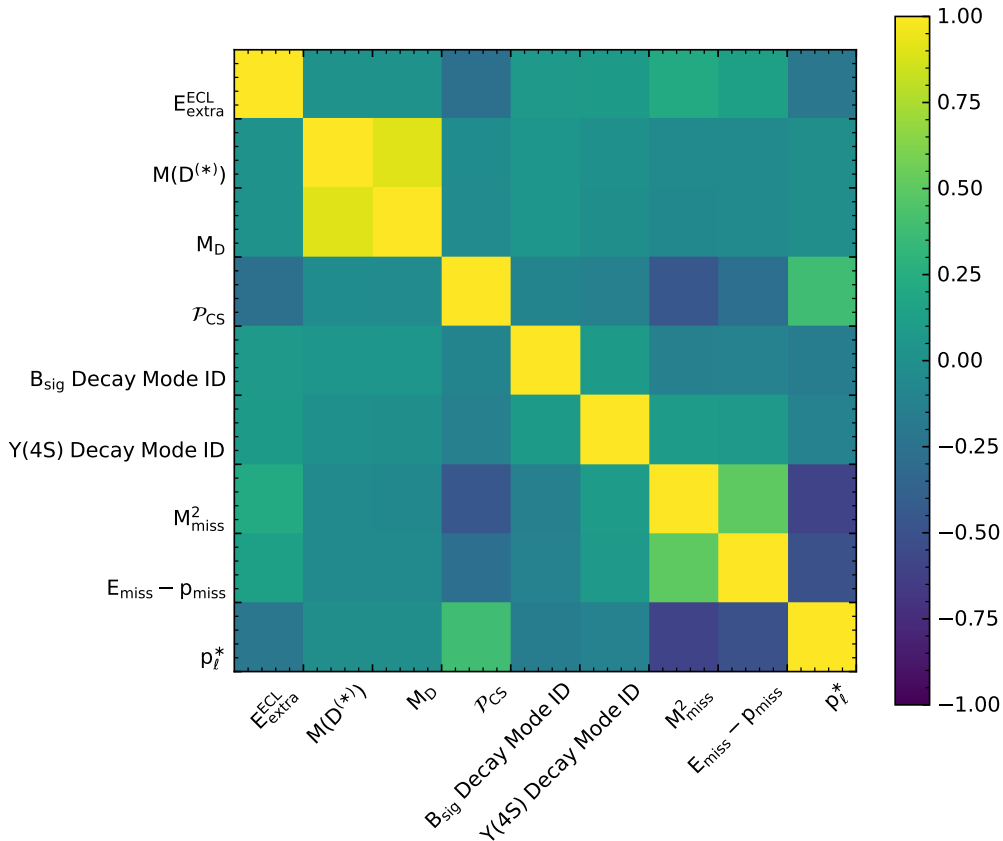 E_extra^ECL
M(D^(*))
M_D
𝒫_CS
B_sig Decay Mode ID
Y(4S) Decay Mode ID
M_miss^2
E_miss − p_miss
p_ℓ^*
E_extra^ECL
M(D^(*))
M_D
𝒫_CS
B_sig Decay Mode ID
Y(4S) Decay Mode ID
M_miss^2
E_miss − p_miss
p_ℓ^*
1.00
0.75
0.50
0.25
0.00
−0.25
−0.50
−0.75
−1.00